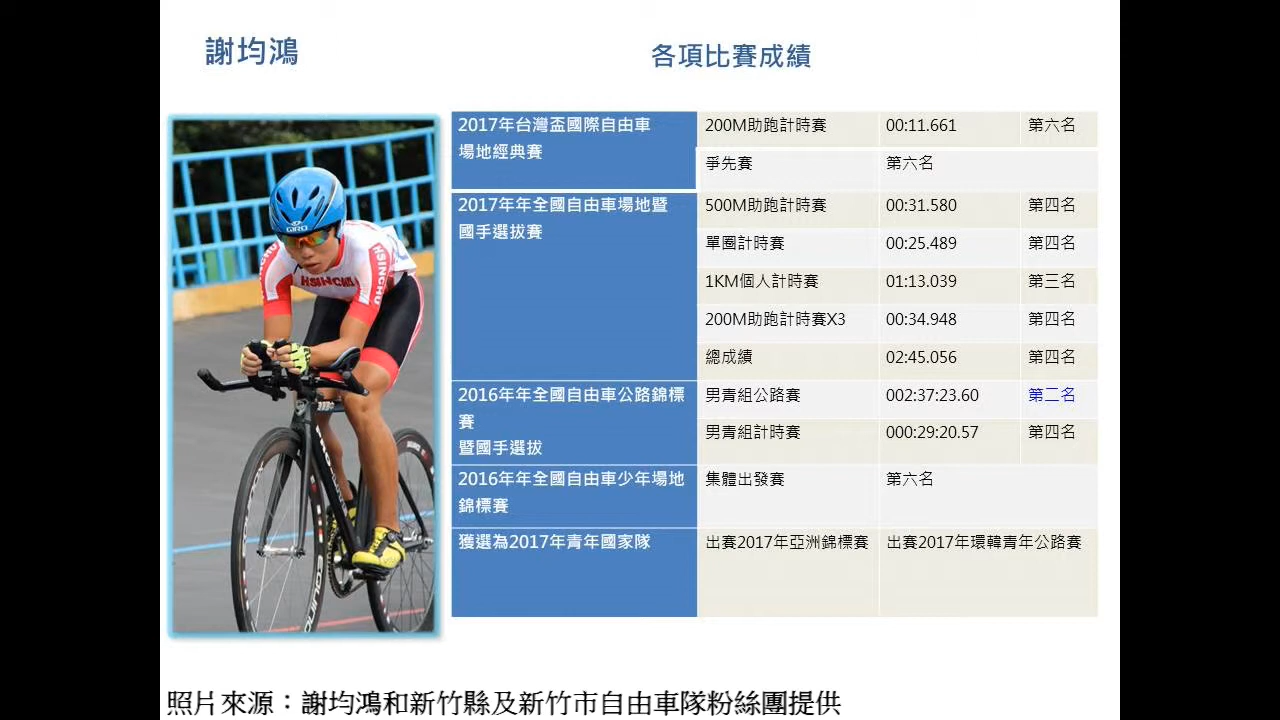 謝均鴻
各項比賽成績
GIRO
HSINCHU
HSINCHU
2017年台灣盃國際自由車
場地經典賽
200M助跑計時賽 00:11.661 第六名
爭先賽 第六名
2017年年全國自由車場地暨
國手選拔賽
500M助跑計時賽 00:31.580 第四名
單圈計時賽 00:25.489 第四名
1KM個人計時賽 01:13.039 第三名
200M助跑計時賽X3 00:34.948 第四名
總成績 02:45.056 第四名
2016年年全國自由車公路錦標
賽
暨國手選拔
男青組公路賽 002:37:23.60 第二名
男青組計時賽 000:29:20.57 第四名
2016年年全國自由車少年場地
錦標賽
集體出發賽 第六名
獲選為2017年青年國家隊 出賽2017年亞洲錦標賽 出賽2017年環韓青年公路賽
照片來源：謝均鴻和新竹縣及新竹市自由車隊粉絲團提供